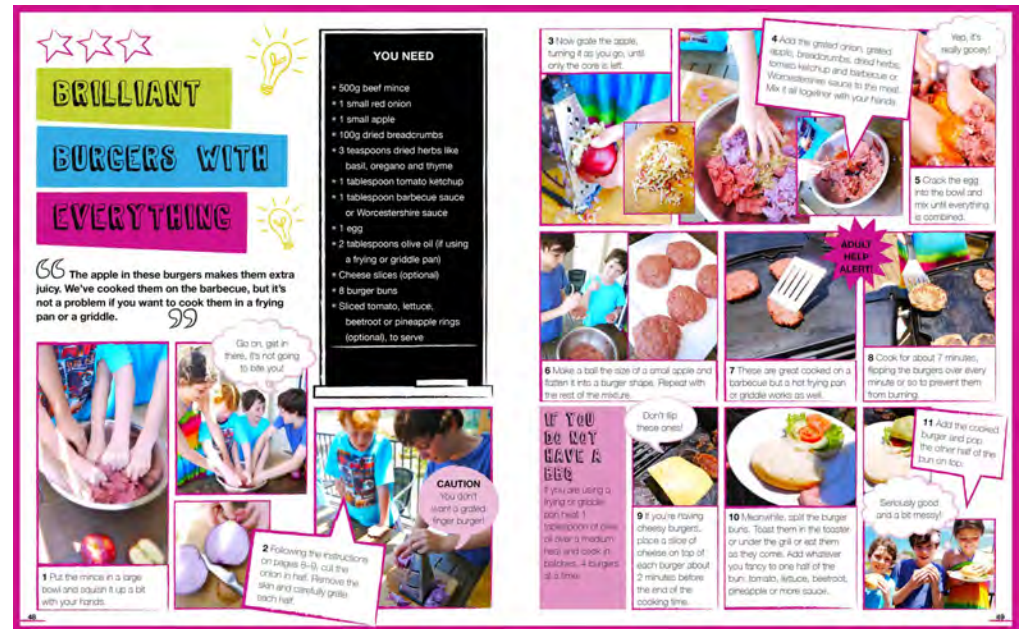 BRILLIANT
BURGERS WITH
EVERYTHING
The apple in these burgers makes them extra
juicy. We've cooked them on the barbecue, but it's
not a problem if you want to cook them in a frying
pan or a griddle.
YOU NEED
500g beef mince
1 small red onion
1 small apple
100g dried breadcrumbs
3 teaspoons dried herbs like
basil, oregano and thyme
1 tablespoon tomato ketchup
1 tablespoon barbecue sauce
or Worcestershire sauce
1 egg
2 tablespoons olive oil (if using
a frying or griddle pan)
Cheese slices (optional)
8 burger buns
Sliced tomato, lettuce,
beetroot or pineapple rings
(optional), to serve
Go on, get in
there, it's not going
to bite you!
1 Put the mince in a large
bowl and squish it up a bit
with your hands.
2 Following the instructions
on pages 8–9, cut the
onion in half. Remove the
skin and carefully grate
each half.
CAUTION
You don't
want a grated
finger burger!
48
3 Now grate the apple,
turning it as you go, until
only the core is left.
4 Add the grated onion, grated
apple, breadcrumbs, dried herbs,
tomato ketchup and barbecue or
Worcestershire sauce to the meat.
Mix it all together with your hands.
Yep, it's
really gooey!
5 Crack the egg
into the bowl and
mix until everything
is combined.
6 Make a ball the size of a small apple and
flatten it into a burger shape. Repeat with
the rest of the mixture.
ADULT
HELP
ALERT!
7 These are great cooked on a
barbecue but a hot frying pan
or griddle works as well.
8 Cook for about 7 minutes,
flipping the burgers over every
minute or so to prevent them
from burning.
IF YOU
DO NOT
HAVE A
BBQ
If you are using a
frying or griddle
pan heat 1
tablespoon of olive
oil over a medium
heat and cook in
batches, 4 burgers
at a time.
Don't flip
these ones!
9 If you're having
cheesy burgers,
place a slice of
cheese on top of
each burger about
2 minutes before
the end of the
cooking time.
10 Meanwhile, split the burger
buns. Toast them in the toaster
or under the grill or eat them
as they come. Add whatever
you fancy to one half of the
bun: tomato, lettuce, beetroot,
pineapple or more sauce.
11 Add the cooked
burger and pop
the other half of the
bun on top.
Seriously good
and a bit messy!
49